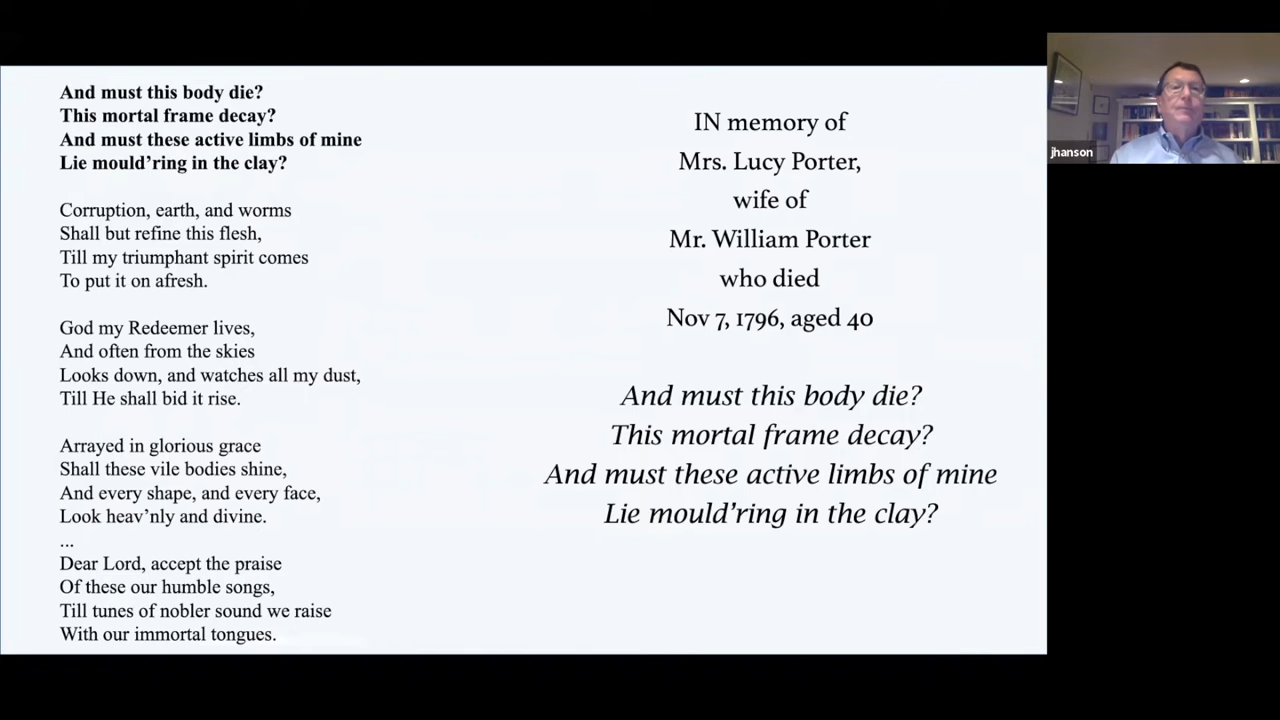 And must this body die?
This mortal frame decay?
And must these active limbs of mine
Lie mould’ring in the clay?
Corruption, earth, and worms
Shall but refine this flesh,
Till my triumphant spirit comes
To put it on afresh.
God my Redeemer lives,
And often from the skies
Looks down, and watches all my dust,
Till He shall bid it rise.
Arrayed in glorious grace
Shall these vile bodies shine,
And every shape, and every face,
Look heav’nly and divine.
...
Dear Lord, accept the praise
Of these our humble songs,
Till tunes of nobler sound we raise
With our immortal tongues.
IN memory of
Mrs. Lucy Porter,
wife of
Mr. William Porter
who died
Nov 7, 1796, aged 40
And must this body die?
This mortal frame decay?
And must these active limbs of mine
Lie mould’ring in the clay?
jhanson